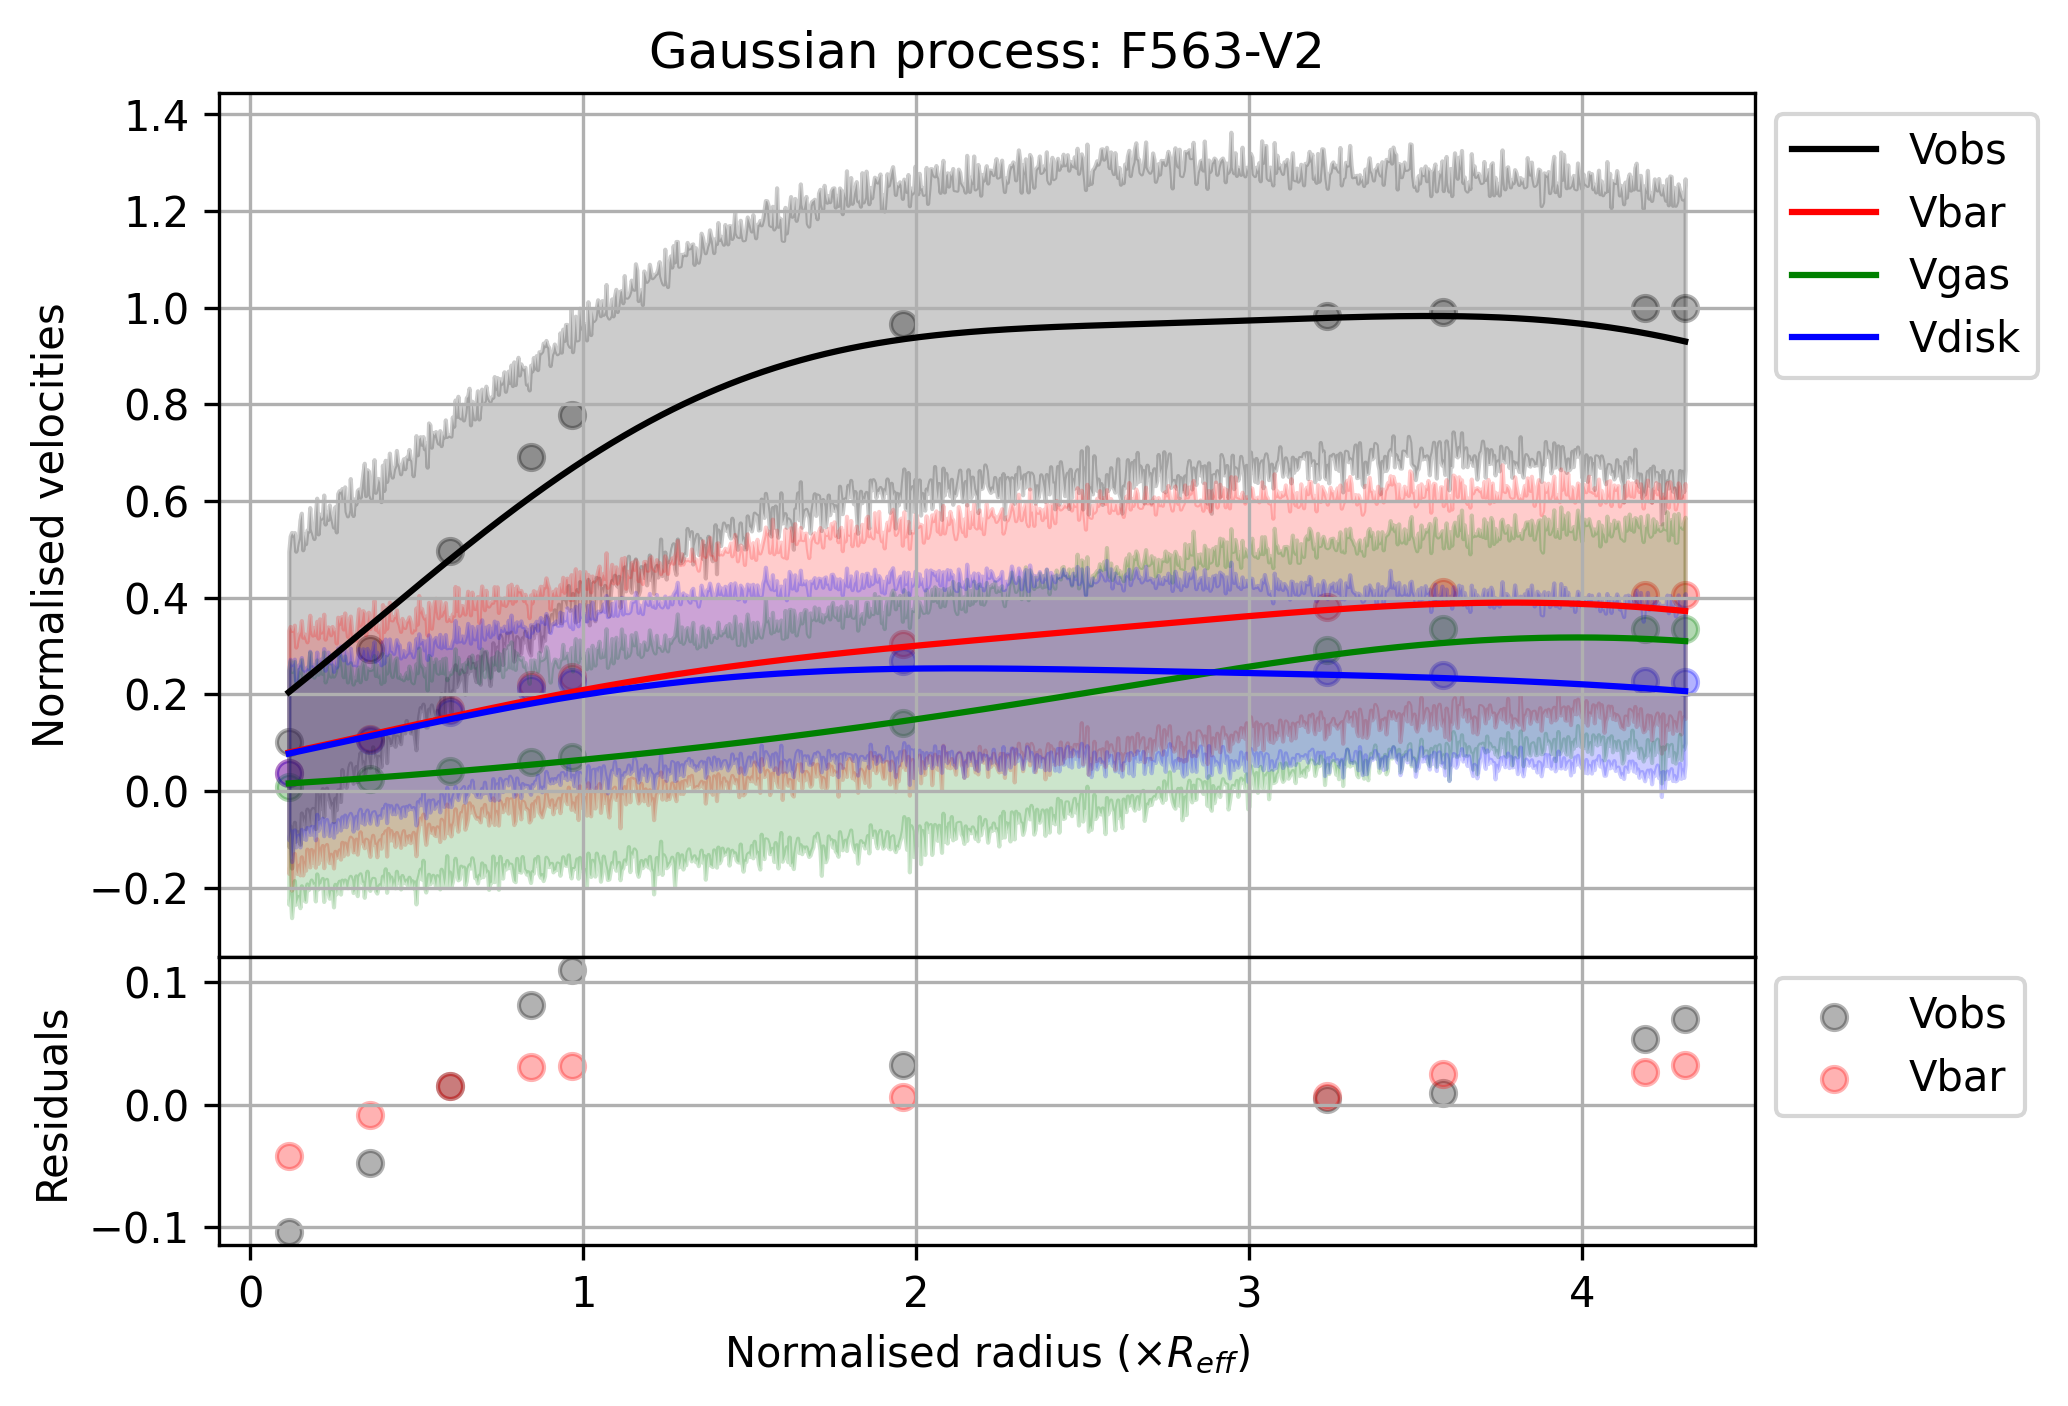 Gaussian process: F563-V2
Normalised velocities
1.4
1.2
1.0
0.8
0.6
0.4
0.2
0.0
−0.2
Vobs
Vbar
Vgas
Vdisk
Residuals
0.1
0.0
−0.1
Vobs
Vbar
0 1 2 3 4
Normalised radius (×R_eff)